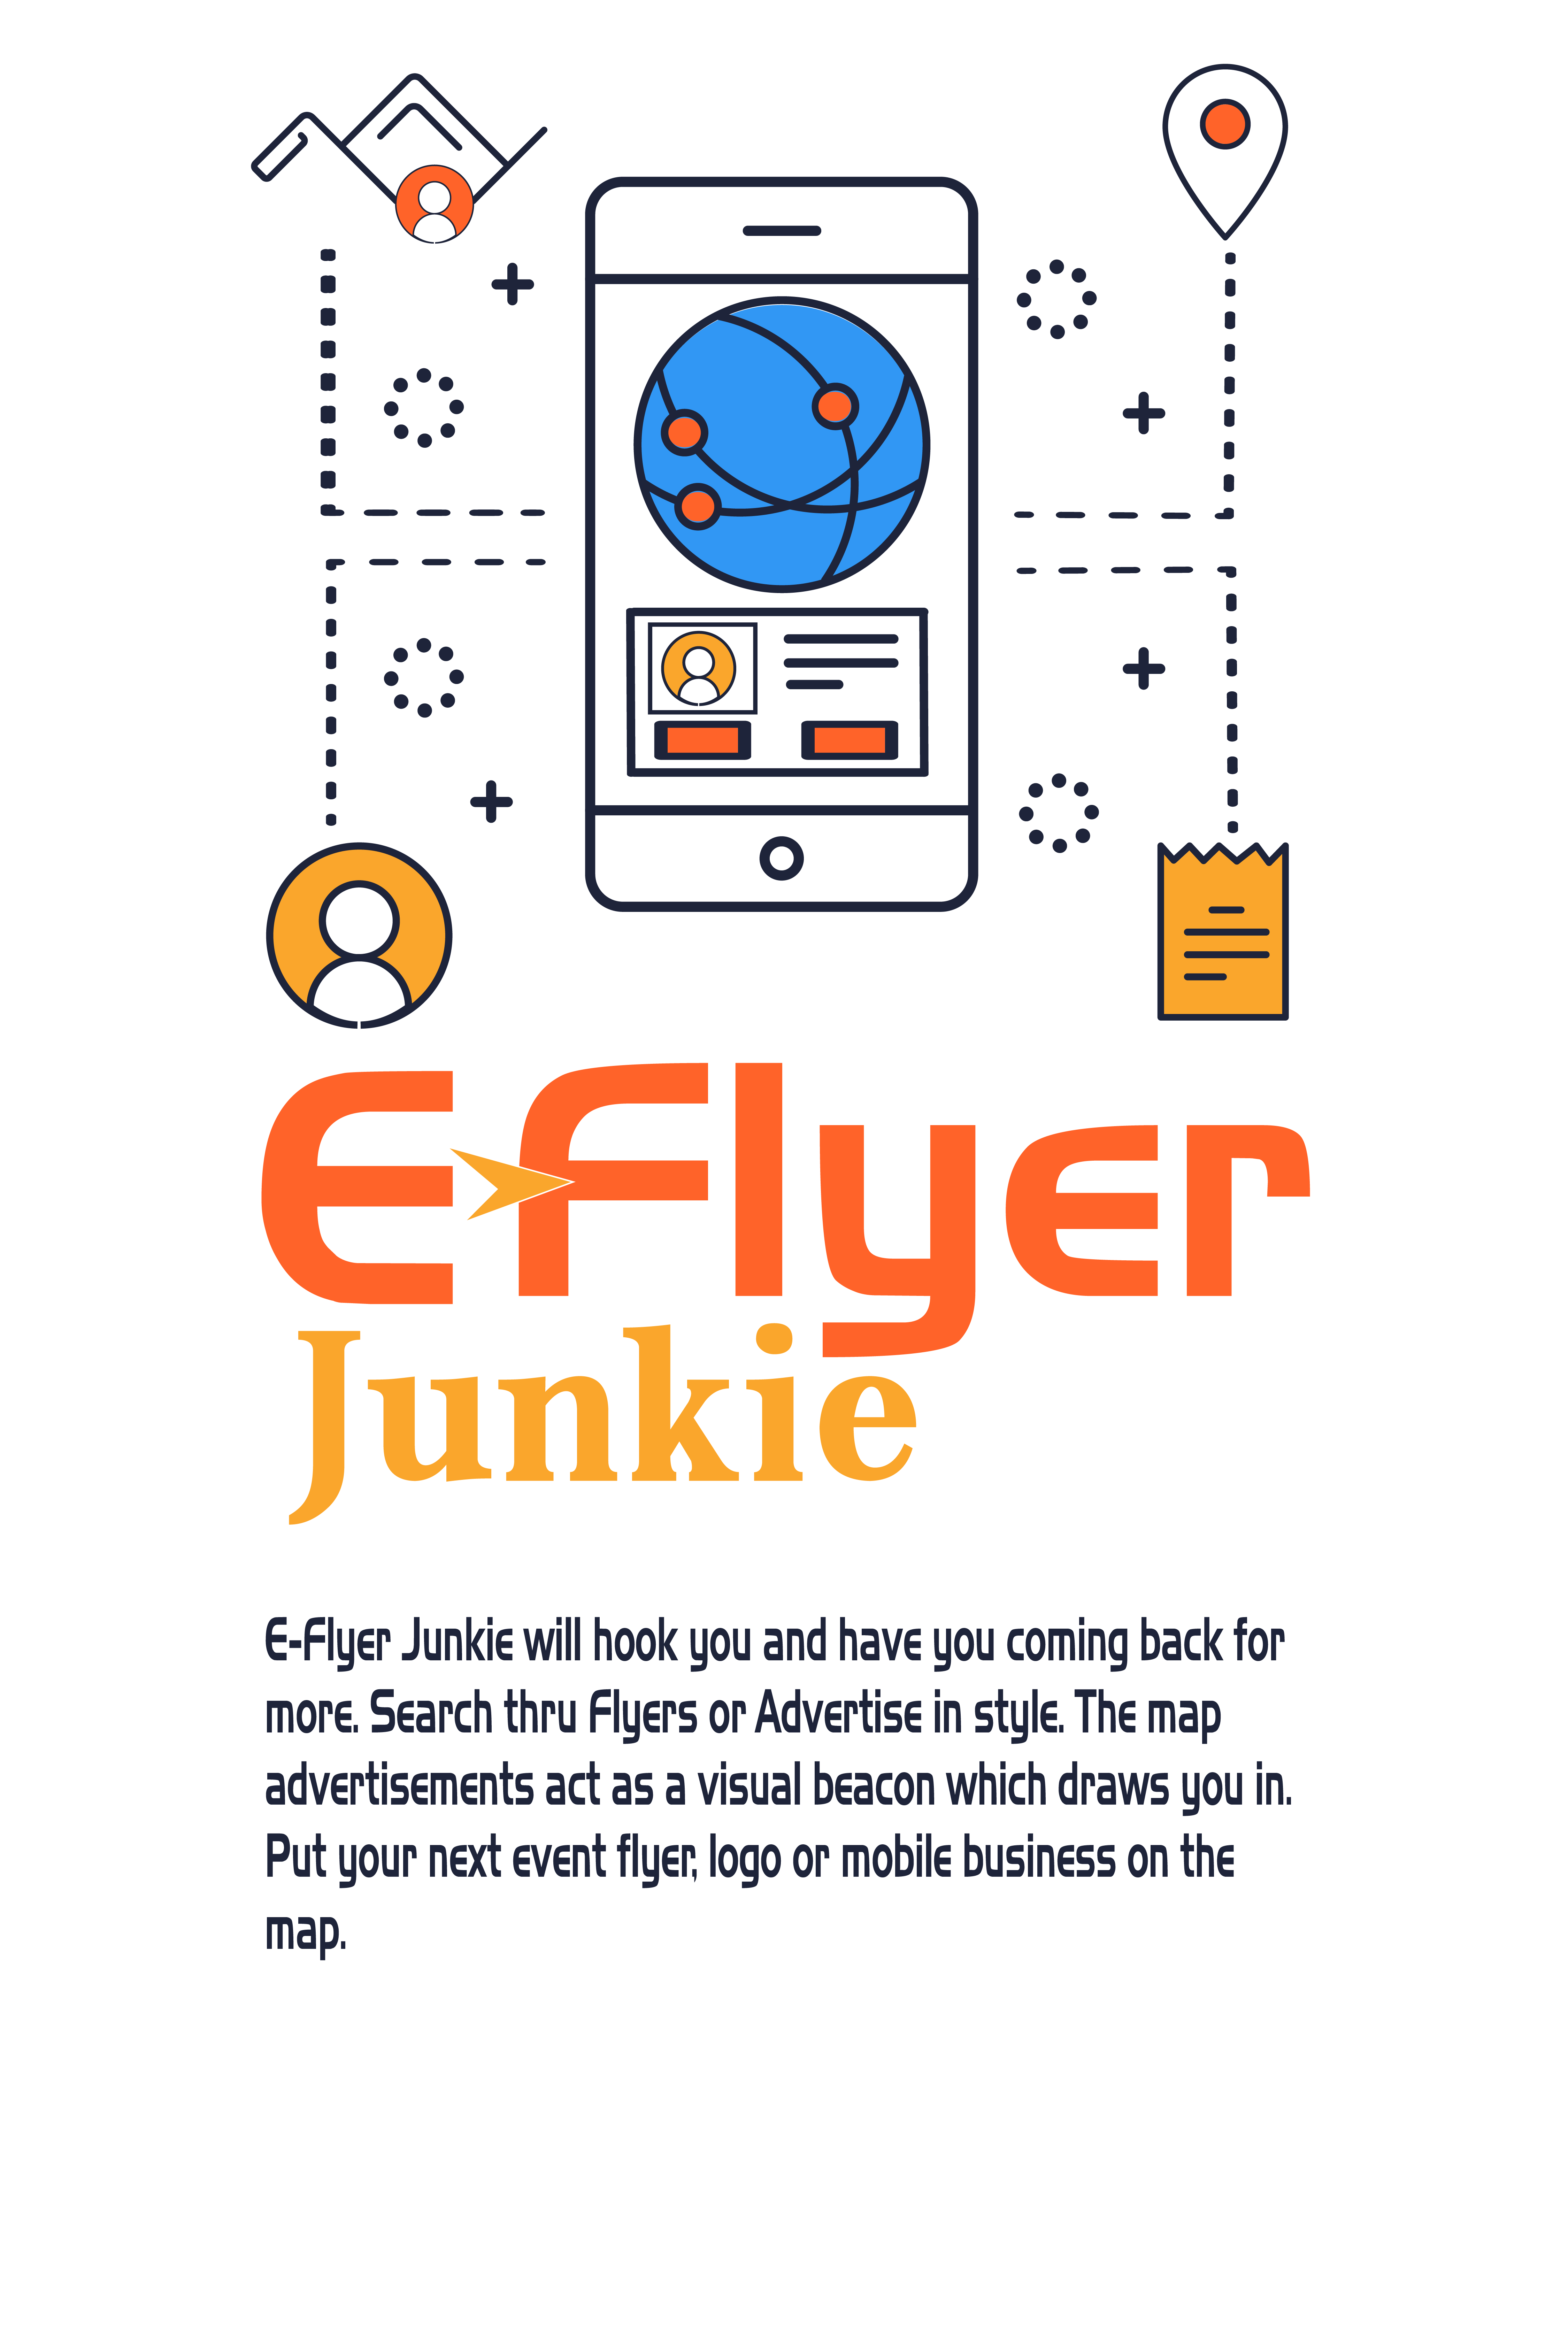 E-Flyer
Junkie
E-Flyer Junkie will hook you and have you coming back for
more. Search thru Flyers or Advertise in style. The map
advertisements act as a visual beacon which draws you in.
Put your next event flyer, logo or mobile business on the
map.